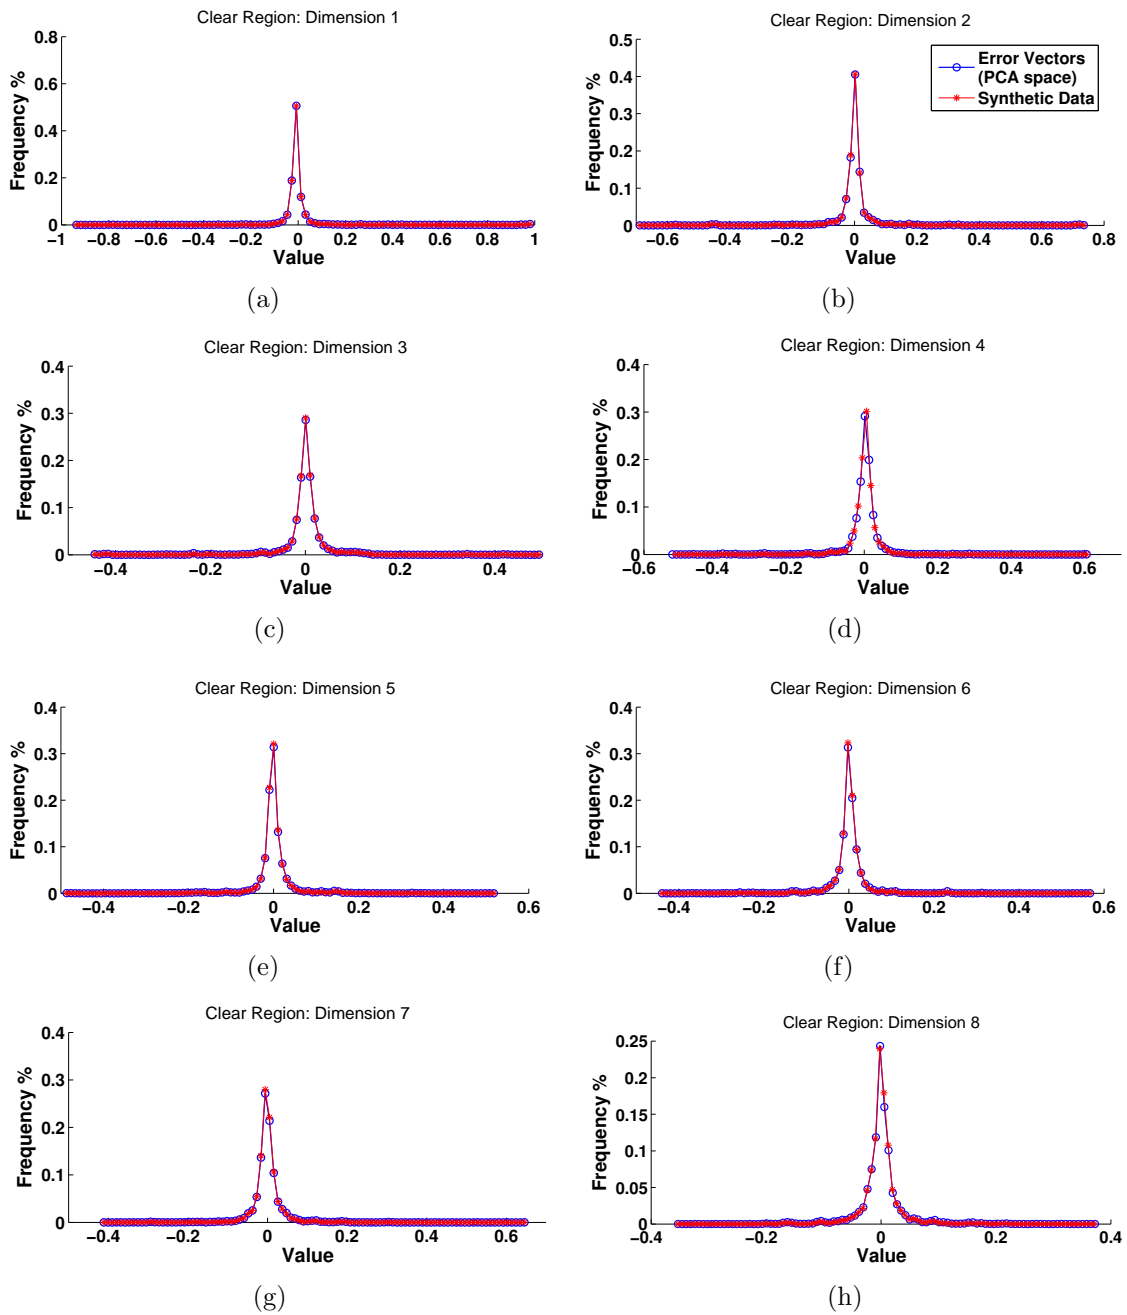 Clear Region: Dimension 1
0.8
0.6
0.4
0.2
0
Frequency %
−1 −0.8 −0.6 −0.4 −0.2 0 0.2 0.4 0.6 0.8 1
Value
(a)
Clear Region: Dimension 2
0.5
0.4
0.3
0.2
0.1
0
Frequency %
Error Vectors
(PCA space)
Synthetic Data
−0.6 −0.4 −0.2 0 0.2 0.4 0.6 0.8
Value
(b)
Clear Region: Dimension 3
0.4
0.3
0.2
0.1
0
Frequency %
−0.4 −0.2 0 0.2 0.4
Value
(c)
Clear Region: Dimension 4
0.4
0.3
0.2
0.1
0
Frequency %
−0.6 −0.4 −0.2 0 0.2 0.4 0.6
Value
(d)
Clear Region: Dimension 5
0.4
0.3
0.2
0.1
0
Frequency %
−0.4 −0.2 0 0.2 0.4 0.6
Value
(e)
Clear Region: Dimension 6
0.4
0.3
0.2
0.1
0
Frequency %
−0.4 −0.2 0 0.2 0.4 0.6
Value
(f)
Clear Region: Dimension 7
0.4
0.3
0.2
0.1
0
Frequency %
−0.4 −0.2 0 0.2 0.4 0.6
Value
(g)
Clear Region: Dimension 8
0.25
0.2
0.15
0.1
0.05
0
Frequency %
−0.4 −0.2 0 0.2 0.4
Value
(h)